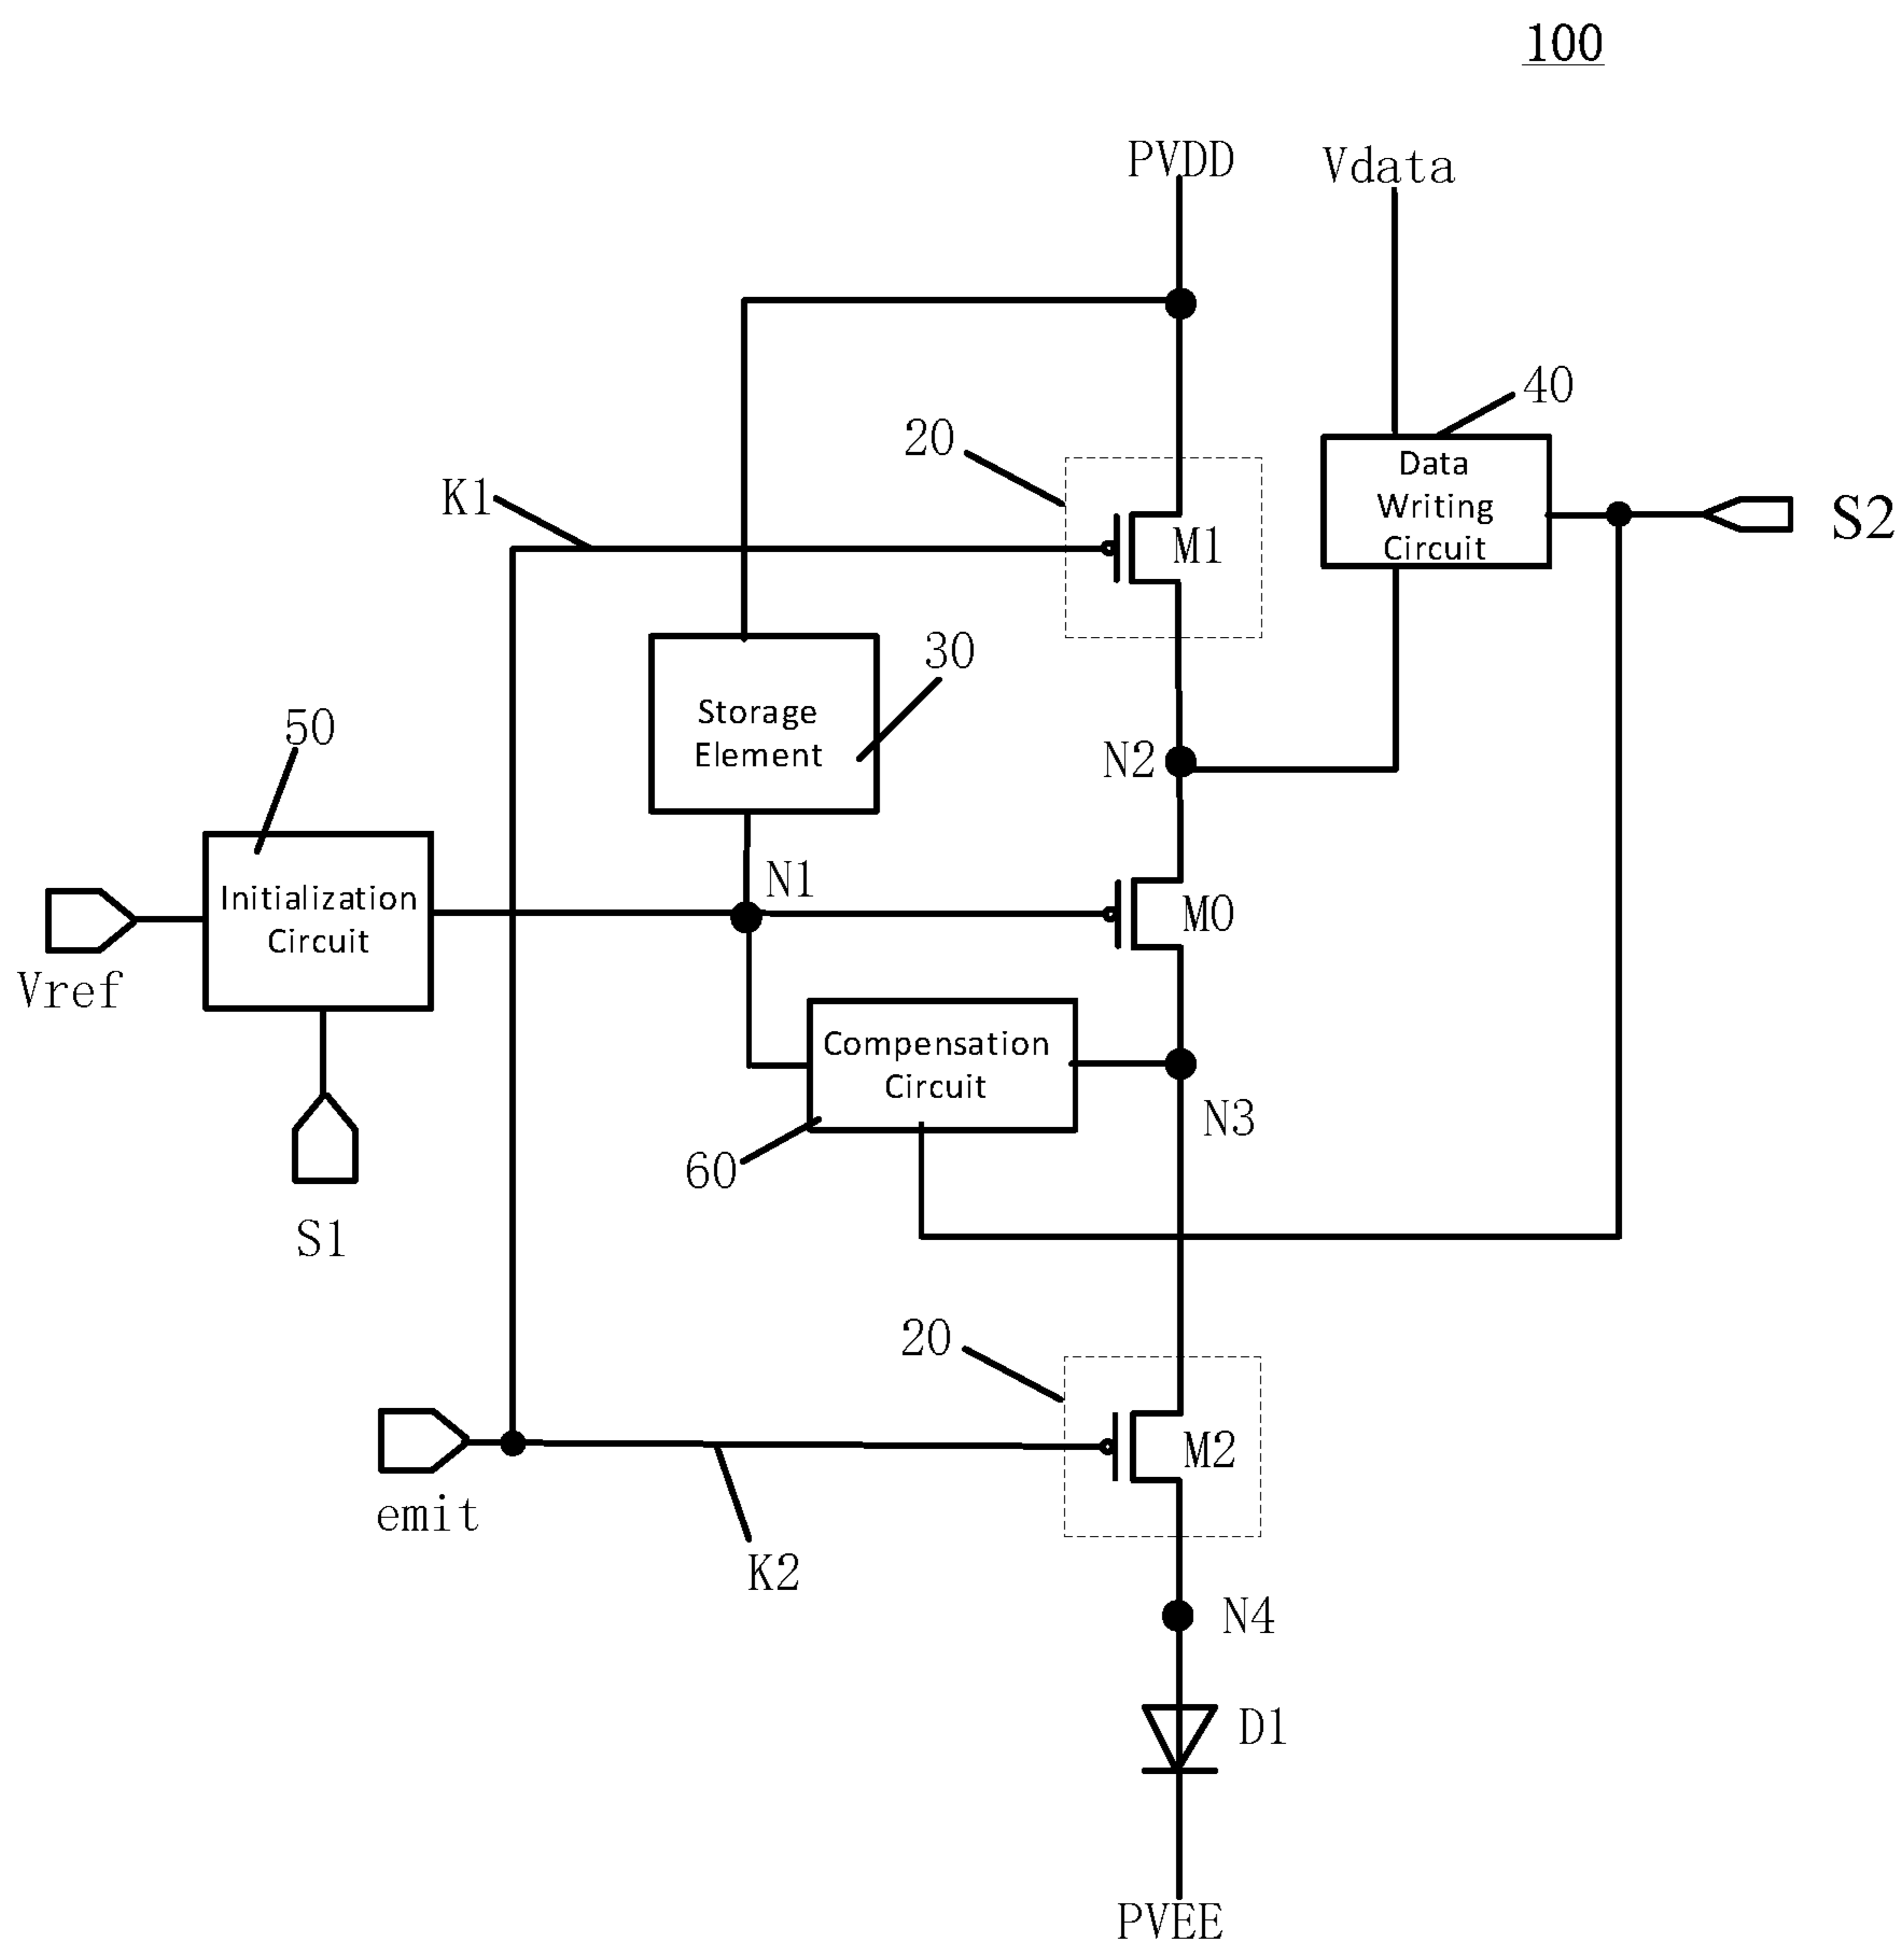 100
PVDD
Vdata
40
20
Data
Writing
Circuit
K1
S2
M1
30
Storage
Element
50
N2
N1
Initialization
Circuit
M0
Vref
Compensation
Circuit
N3
60
S1
20
M2
emit
K2
N4
D1
PVEE